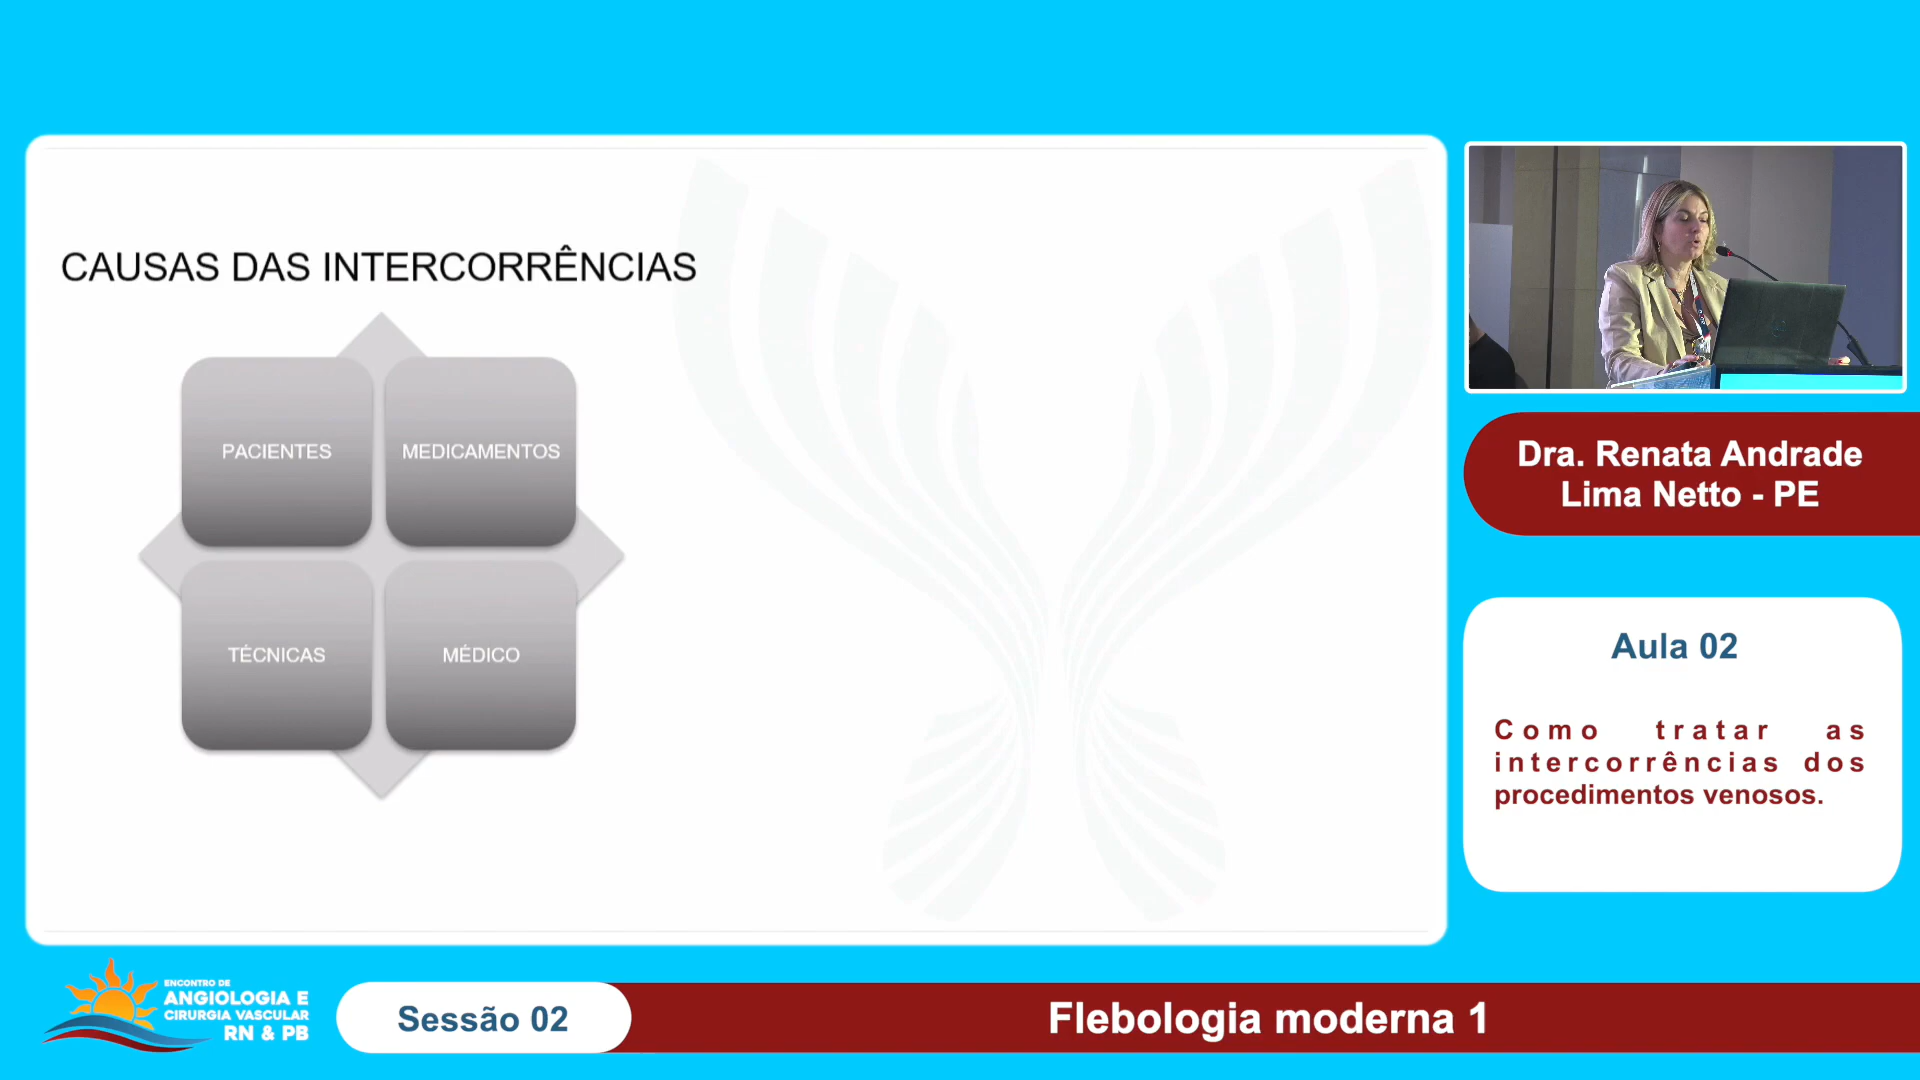 CAUSAS DAS INTERCORRÊNCIAS
PACIENTES
MEDICAMENTOS
TÉCNICAS
MÉDICO
Dra. Renata Andrade
Lima Netto - PE
Aula 02
Como tratar as
intercorrências dos
procedimentos venosos.
ENCONTRO DE
ANGIOLOGIA E
CIRURGIA VASCULAR
RN & PB
Sessão 02
Flebologia moderna 1